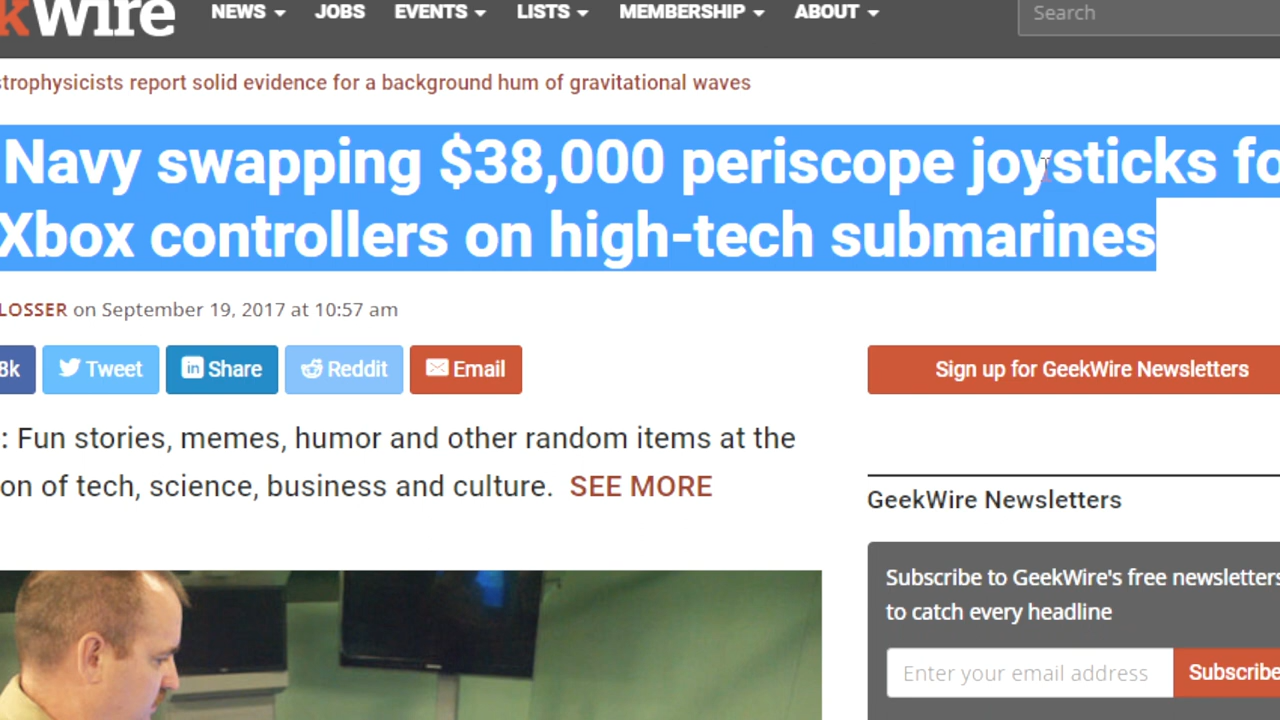 kWire
NEWS JOBS EVENTS LISTS MEMBERSHIP ABOUT Search
strophysicists report solid evidence for a background hum of gravitational waves
Navy swapping $38,000 periscope joysticks fo
Xbox controllers on high-tech submarines
LOSSER on September 19, 2017 at 10:57 am
8k Tweet in Share Reddit Email
Sign up for GeekWire Newsletters
: Fun stories, memes, humor and other random items at the
on of tech, science, business and culture. SEE MORE
GeekWire Newsletters
Subscribe to GeekWire's free newsletters
to catch every headline
Enter your email address Subscribe